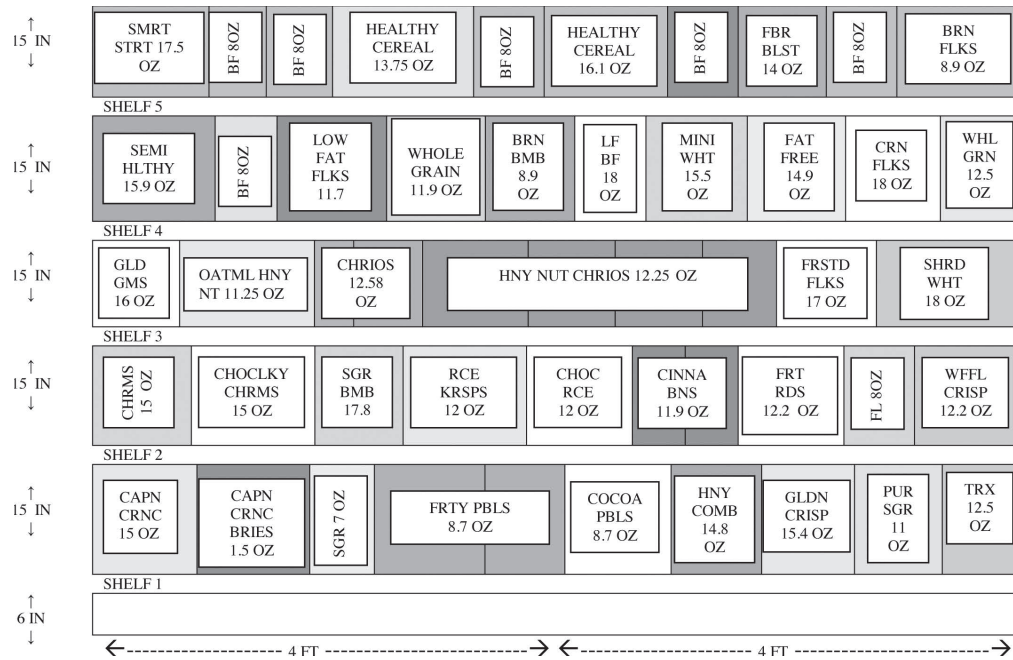 ↑
15 IN
↓
SMRT
STRT 17.5
OZ
BF 8OZ
BF 8OZ
HEALTHY
CEREAL
13.75 OZ
BF 8OZ
HEALTHY
CEREAL
16.1 OZ
BF 8OZ
FBR
BLST
14 OZ
BF 8OZ
BRN
FLKS
8.9 OZ
SHELF 5
↑
15 IN
↓
SEMI
HLTHY
15.9 OZ
BF 8OZ
LOW
FAT
FLKS
11.7
WHOLE
GRAIN
11.9 OZ
BRN
BMB
8.9
OZ
LF
BF
18
OZ
MINI
WHT
15.5
OZ
FAT
FREE
14.9
OZ
CRN
FLKS
18 OZ
WHL
GRN
12.5
OZ
SHELF 4
↑
15 IN
↓
GLD
GMS
16 OZ
OATML HNY
NT 11.25 OZ
CHRIOS
12.58
OZ
HNY NUT CHRIOS 12.25 OZ
FRSTD
FLKS
17 OZ
SHRD
WHT
18 OZ
SHELF 3
↑
15 IN
↓
CHRMS
15 OZ
CHOCLKY
CHRMS
15 OZ
SGR
BMB
17.8
RCE
KRSPS
12 OZ
CHOC
RCE
12 OZ
CINNA
BNS
11.9 OZ
FRT
RDS
12.2 OZ
FL 8OZ
WFFL
CRISP
12.2 OZ
SHELF 2
↑
15 IN
↓
CAPN
CRNC
15 OZ
CAPN
CRNC
BRIES
1.5 OZ
SGR 7 OZ
FRTY PBLS
8.7 OZ
COCOA
PBLS
8.7 OZ
HNY
COMB
14.8
OZ
GLDN
CRISP
15.4 OZ
PUR
SGR
11
OZ
TRX
12.5
OZ
SHELF 1
↑
6 IN
↓
4 FT
4 FT